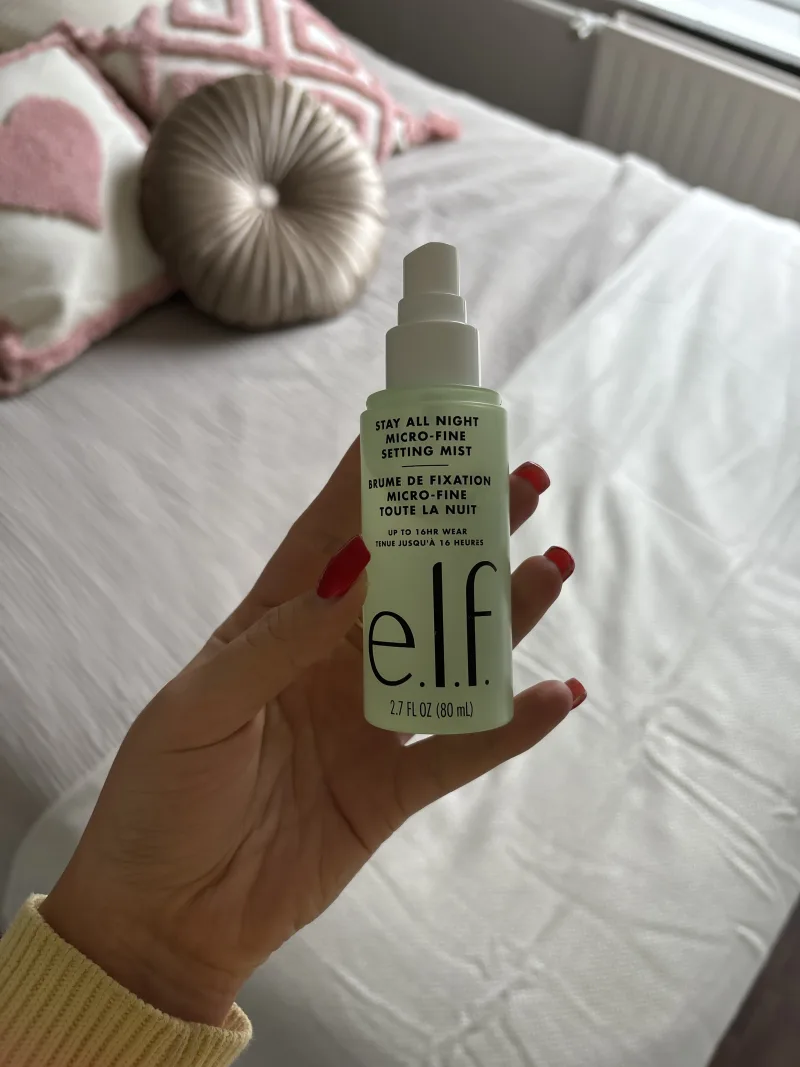 STAY ALL NIGHT
MICRO-FINE
SETTING MIST
BRUME DE FIXATION
MICRO-FINE
TOUTE LA NUIT
UP TO 16HR WEAR
TENUE JUSQU'À 16 HEURES
e.l.f.
2.7 FL OZ (80 mL)